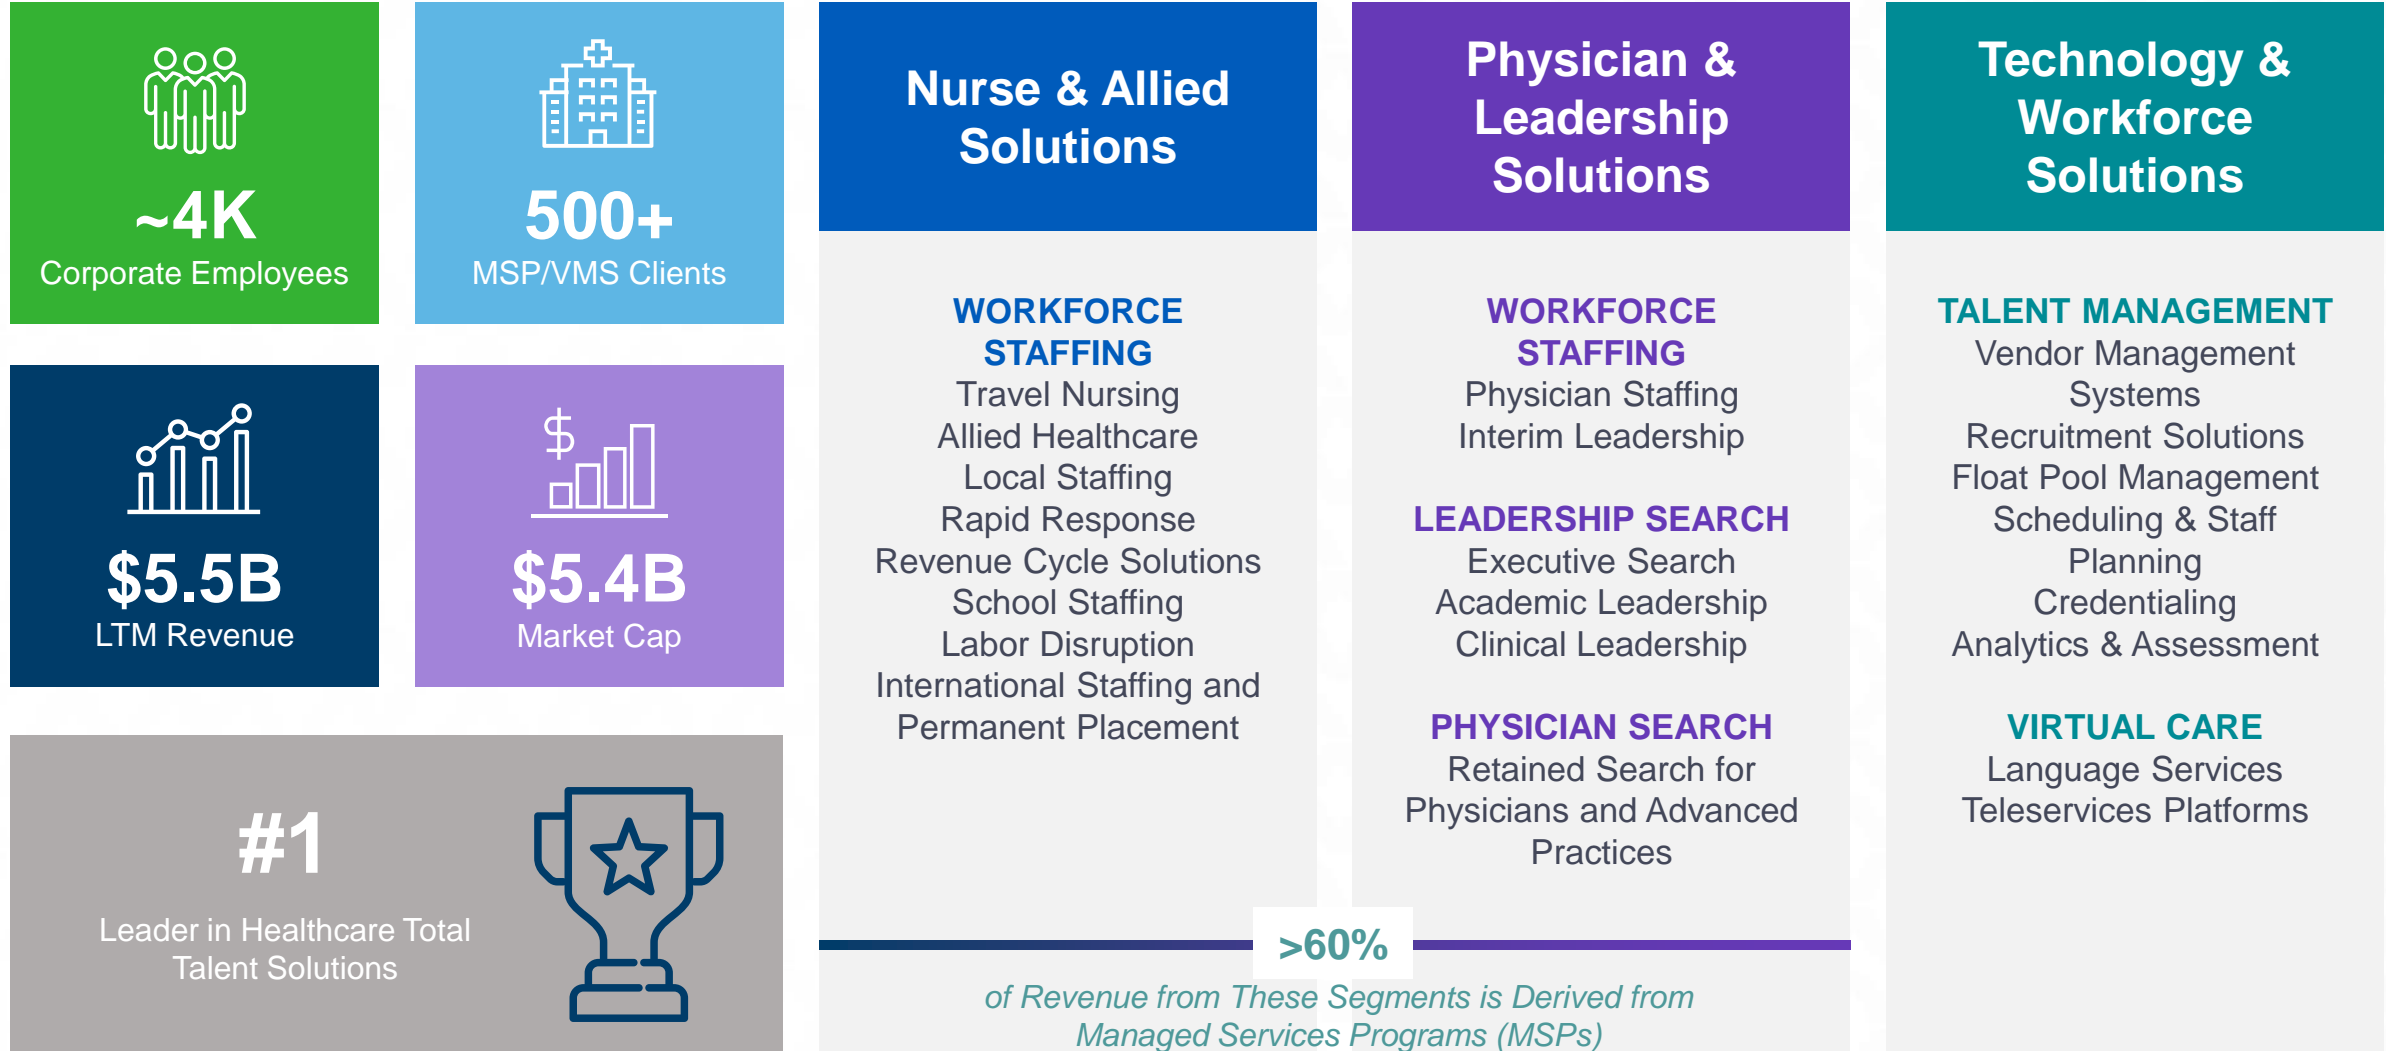 ~4K
Corporate Employees
500+
MSP/VMS Clients
$5.5B
LTM Revenue
$5.4B
Market Cap
#1
Leader in Healthcare Total
Talent Solutions
Nurse & Allied
Solutions
WORKFORCE
STAFFING
Travel Nursing
Allied Healthcare
Local Staffing
Rapid Response
Revenue Cycle Solutions
School Staffing
Labor Disruption
International Staffing and
Permanent Placement
Physician &
Leadership
Solutions
WORKFORCE
STAFFING
Physician Staffing
Interim Leadership
LEADERSHIP SEARCH
Executive Search
Academic Leadership
Clinical Leadership
PHYSICIAN SEARCH
Retained Search for
Physicians and Advanced
Practices
>60%
of Revenue from These Segments is Derived from
Managed Services Programs (MSPs)
Technology &
Workforce
Solutions
TALENT MANAGEMENT
Vendor Management
Systems
Recruitment Solutions
Float Pool Management
Scheduling & Staff
Planning
Credentialing
Analytics & Assessment
VIRTUAL CARE
Language Services
Teleservices Platforms